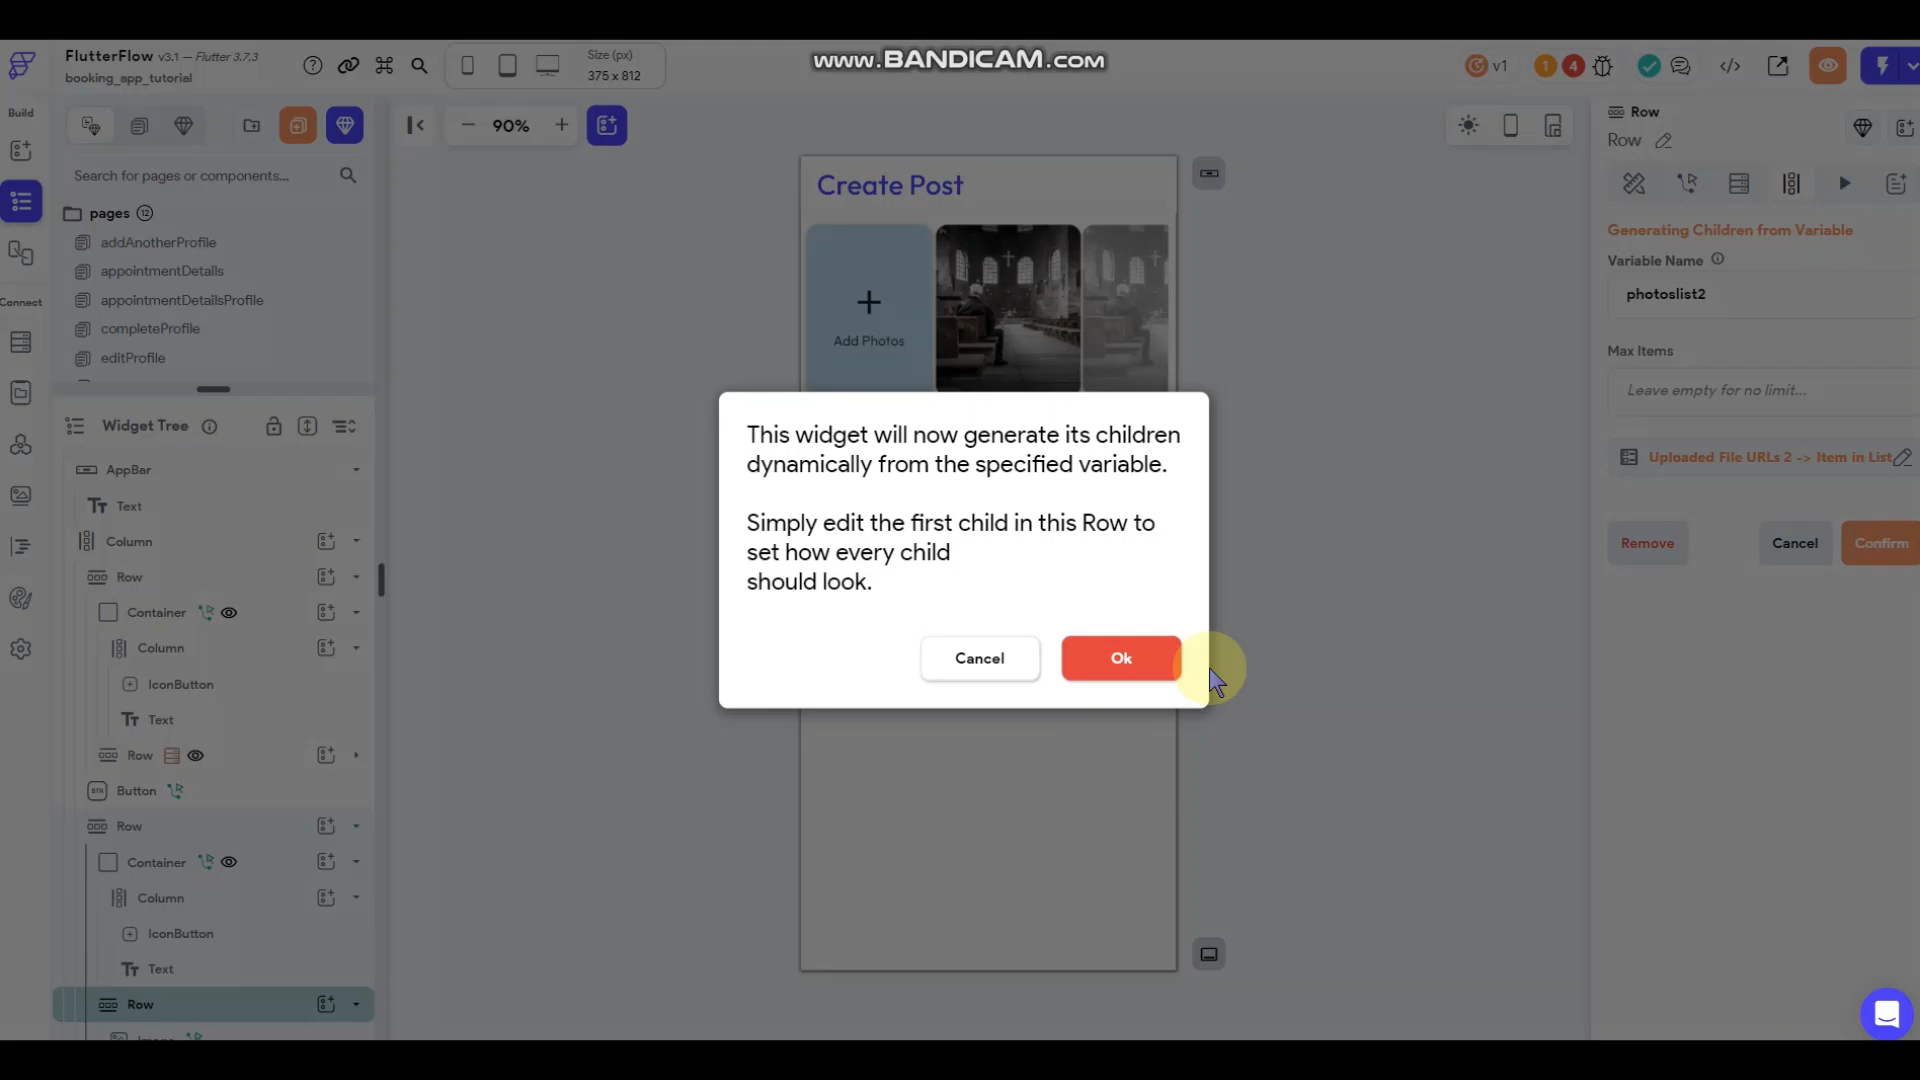 www.BANDICAM.com
FlutterFlow v3.1 – Flutter 3.7.3
booking_app_tutorial
Size (px)
375 x 812
v1
1
4
Build
90%
Search for pages or components...
pages 12
addAnotherProfile
appointmentDetails
appointmentDetailsProfile
completeProfile
editProfile
Connect
Widget Tree
AppBar
Text
Column
Row
Container
Column
IconButton
Text
Row
Button
Row
Container
Column
IconButton
Text
Row
Create Post
Add Photos
This widget will now generate its children
dynamically from the specified variable.
Simply edit the first child in this Row to
set how every child
should look.
Cancel
Ok
Row
Row
Generating Children from Variable
Variable Name
photoslist2
Max Items
Leave empty for no limit...
Uploaded File URLs 2 -> Item in List
Remove
Cancel
Confirm